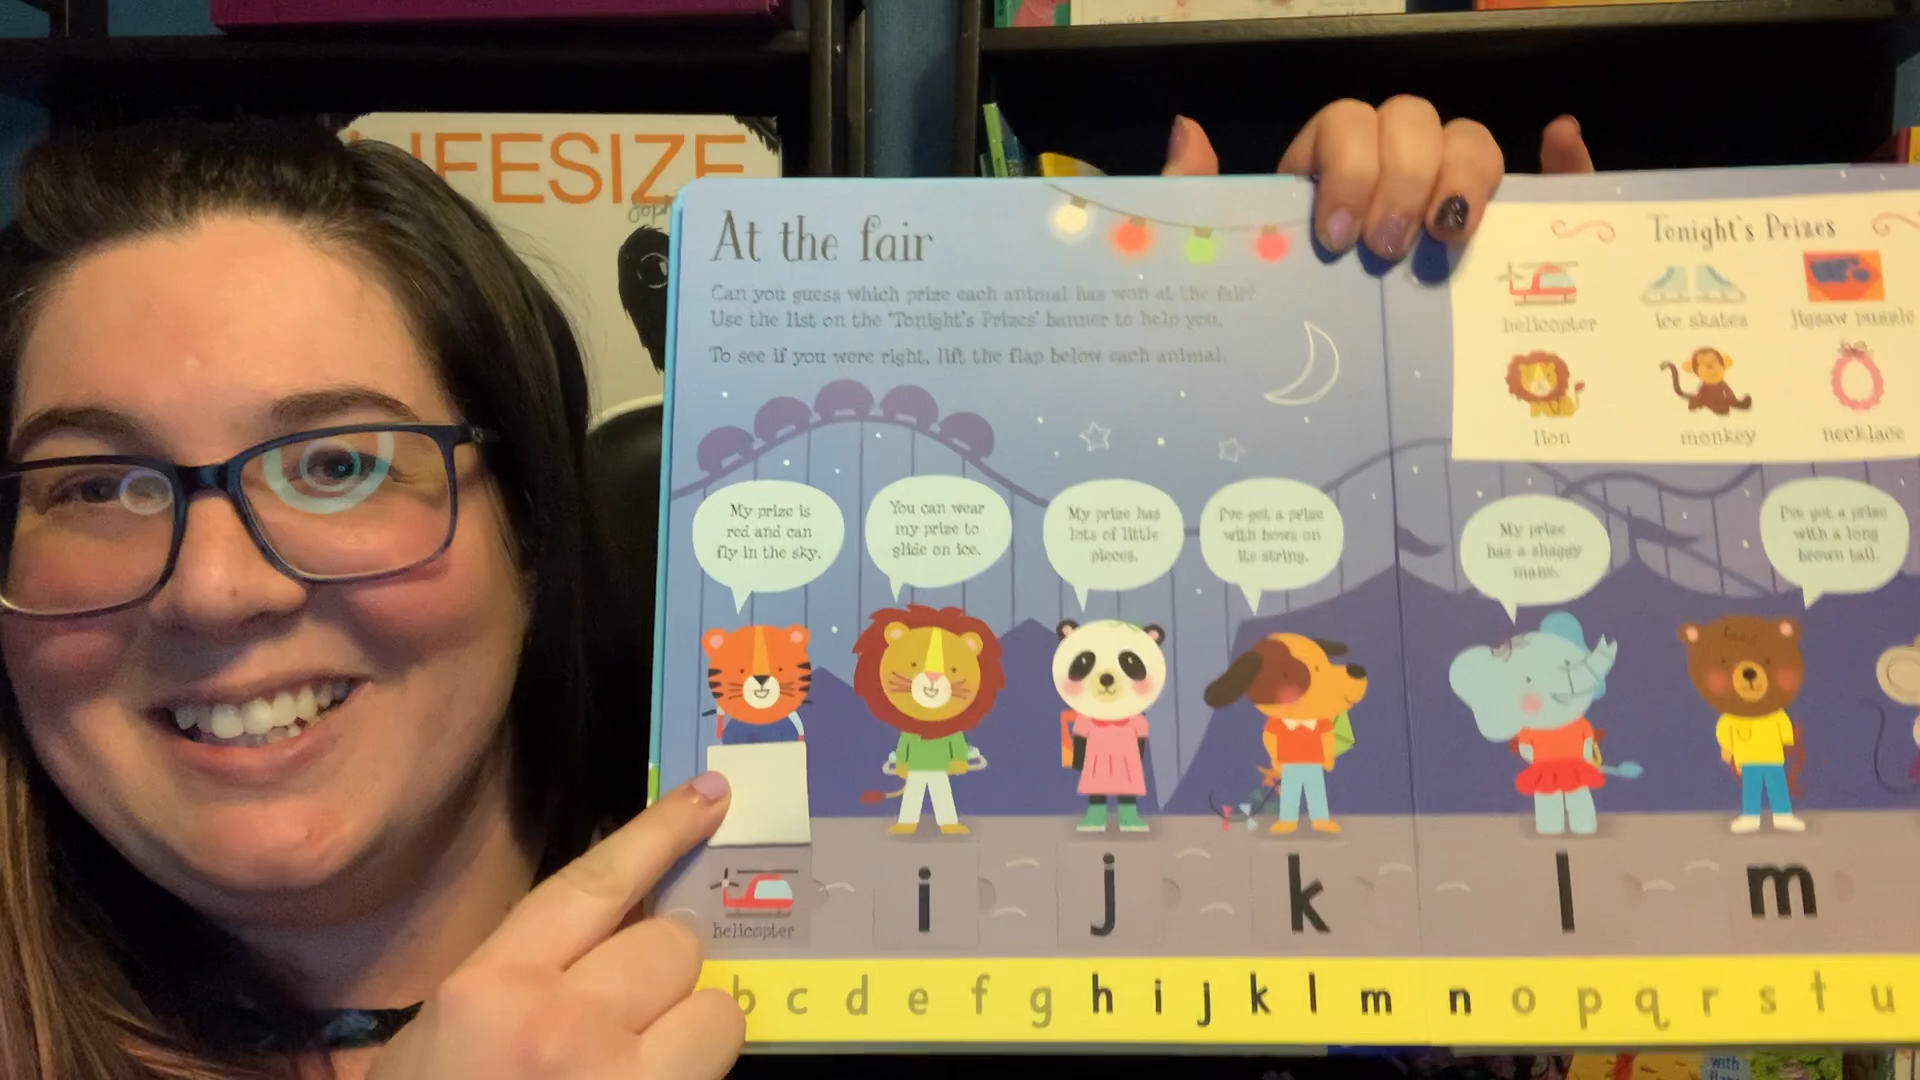 LIFESIZE
At the fair
Can you guess which prize each animal has won at the fair?
Use the list on the 'Tonight's Prizes' banner to help you.
To see if you were right, lift the flap below each animal.
Tonight's Prizes
helicopter
ice skates
jigsaw puzzle
lion
monkey
necklace
My prize is
red and can
fly in the sky.
You can wear
my prize to
glide on ice.
My prize has
lots of little
pieces.
I've got a prize
with bows on
its string.
My prize
has a shaggy
mane.
I've got a prize
with a long
brown tail.
helicopter
i
j
k
l
m
b c d e f g h i j k l m n o p q r s t u
with